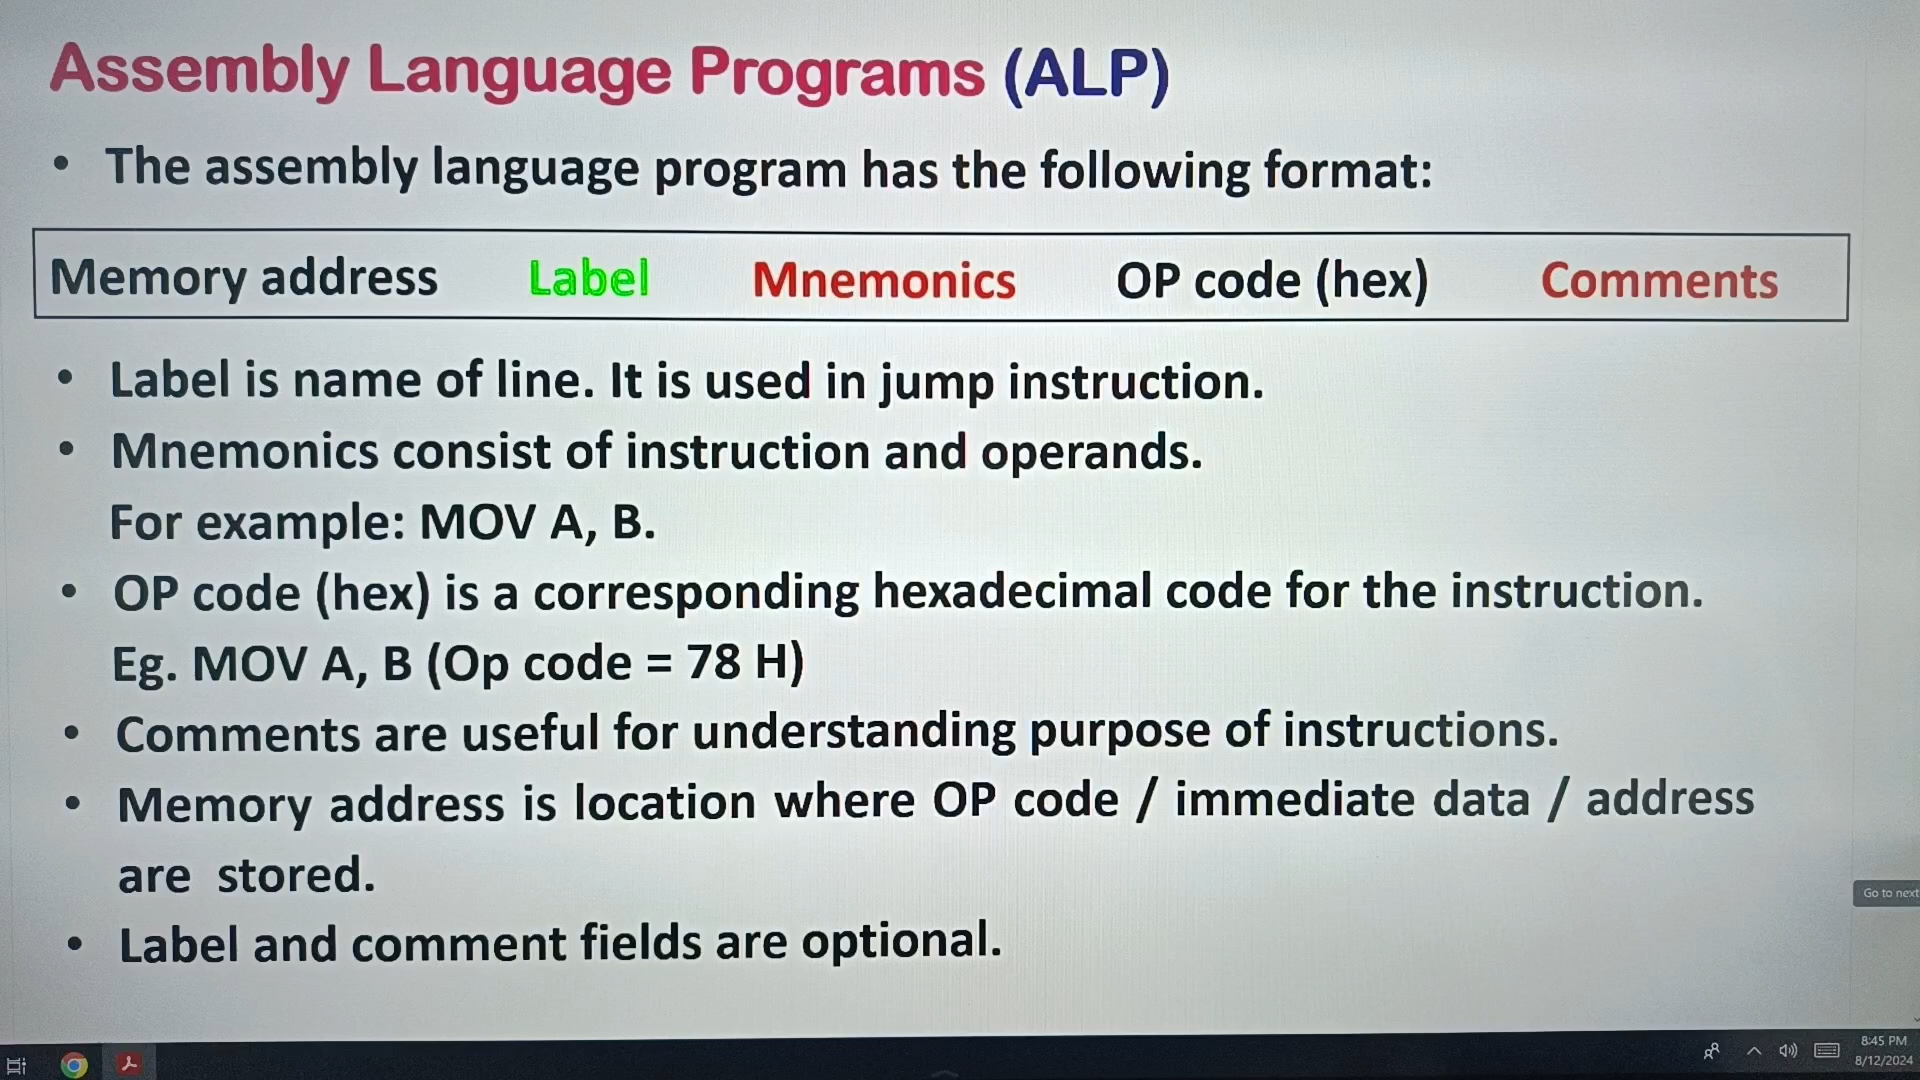 Assembly Language Programs (ALP)
• The assembly language program has the following format:
Memory address Label Mnemonics OP code (hex) Comments
• Label is name of line. It is used in jump instruction.
• Mnemonics consist of instruction and operands.
For example: MOV A, B.
• OP code (hex) is a corresponding hexadecimal code for the instruction.
Eg. MOV A, B (Op code = 78 H)
• Comments are useful for understanding purpose of instructions.
• Memory address is location where OP code / immediate data / address
are stored.
Go to next
• Label and comment fields are optional.
8:45 PM
8/12/2024